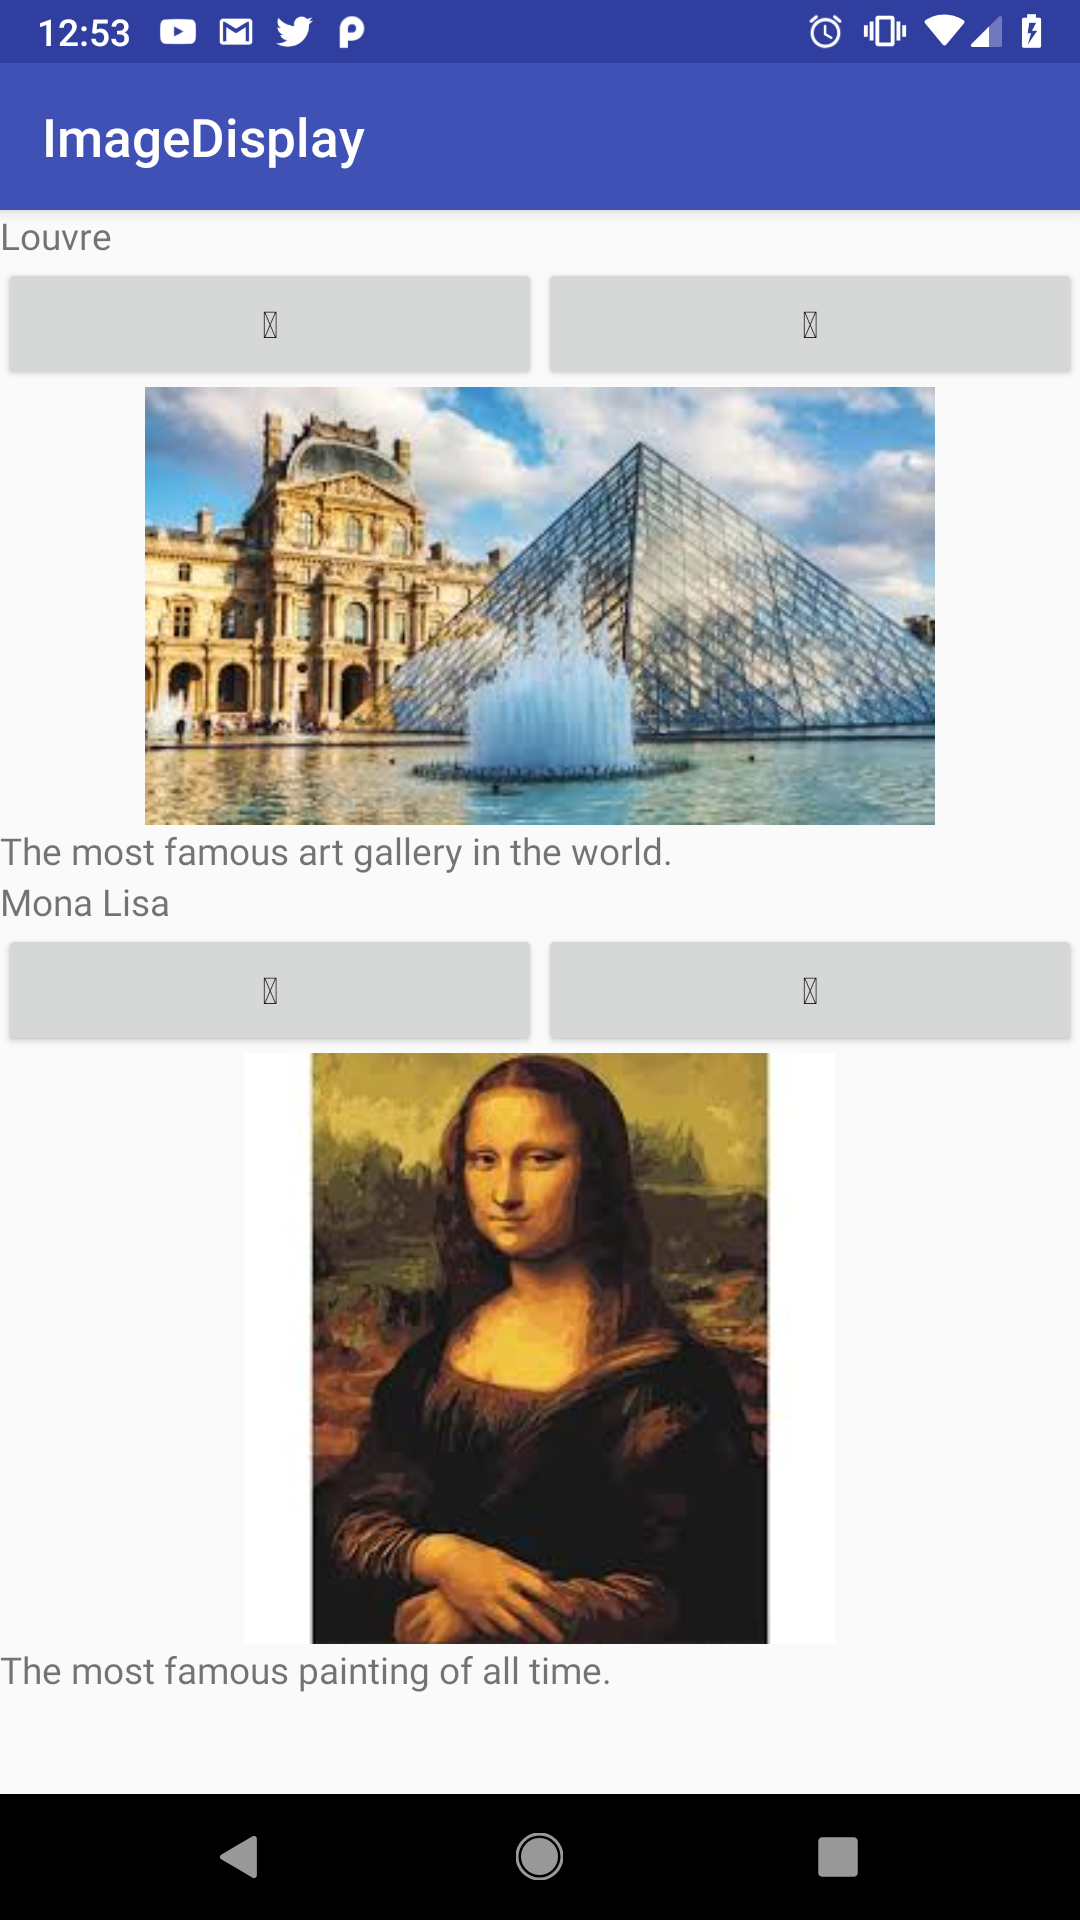 12:53
ImageDisplay
Louvre
The most famous art gallery in the world.
Mona Lisa
The most famous painting of all time.